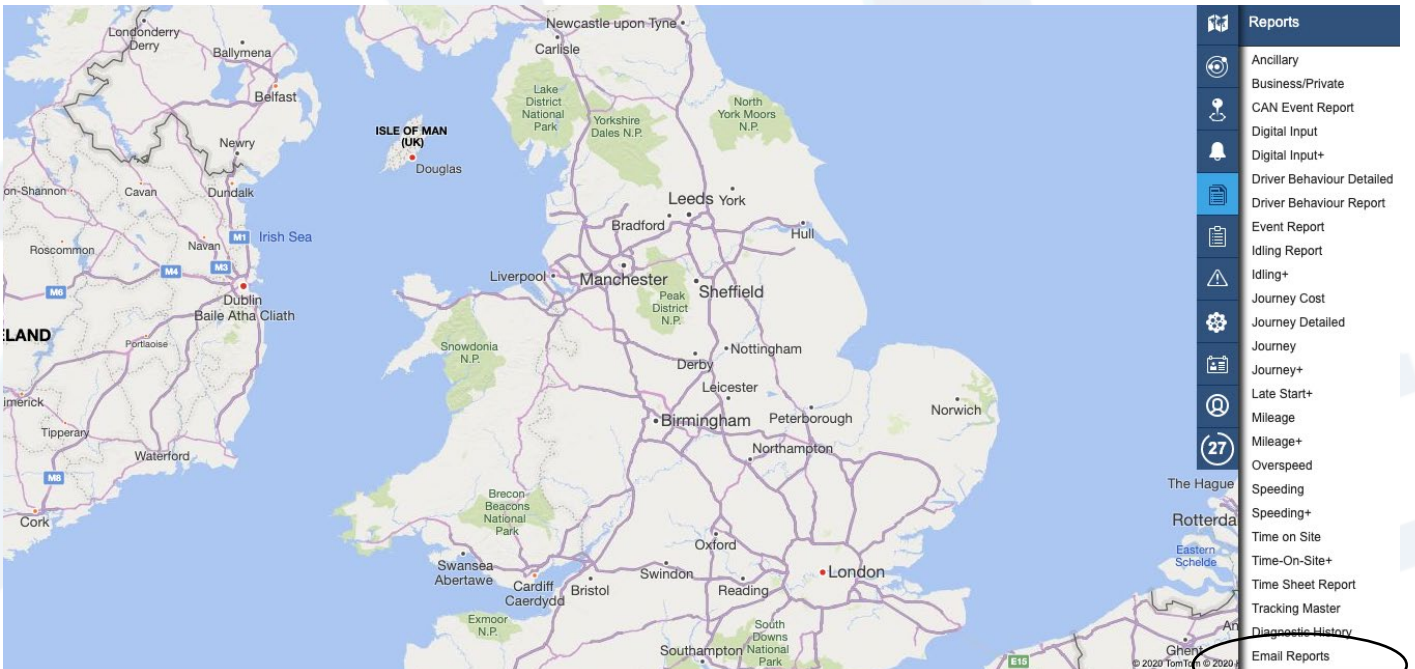 Londonderry
Derry
Ballymena
Belfast
Newry
on-Shannon
Cavan
Dundalk
Roscommon
Navan
M1
Irish Sea
M4
M3
M6
Dublin
Baile Atha Cliath
LAND
Portlaoise
imerick
Tipperary
Waterford
M8
Cork
ISLE OF MAN
(UK)
Douglas
Newcastle upon Tyne
Carlisle
Lake
District
National
Park
Yorkshire
Dales N.P.
North
York Moors
N.P.
Leeds
York
Bradford
Hull
Liverpool
Manchester
Peak
District
N.P.
Sheffield
Snowdonia
N.P.
Nottingham
Derby
Leicester
Birmingham
Peterborough
Norwich
Northampton
Brecon
Beacons
National
Park
Swansea
Abertawe
Cardiff
Caerdydd
Bristol
Swindon
Oxford
Reading
London
Exmoor
N.P.
South
Downs
National
Park
Southampton
E15
The Hague
Rotterda
Eastern
Schelde
An
Ghent
© 2020 TomTom © 2020
27
Reports
Ancillary
Business/Private
CAN Event Report
Digital Input
Digital Input+
Driver Behaviour Detailed
Driver Behaviour Report
Event Report
Idling Report
Idling+
Journey Cost
Journey Detailed
Journey
Journey+
Late Start+
Mileage
Mileage+
Overspeed
Speeding
Speeding+
Time on Site
Time-On-Site+
Time Sheet Report
Tracking Master
Diagnostic History
Email Reports